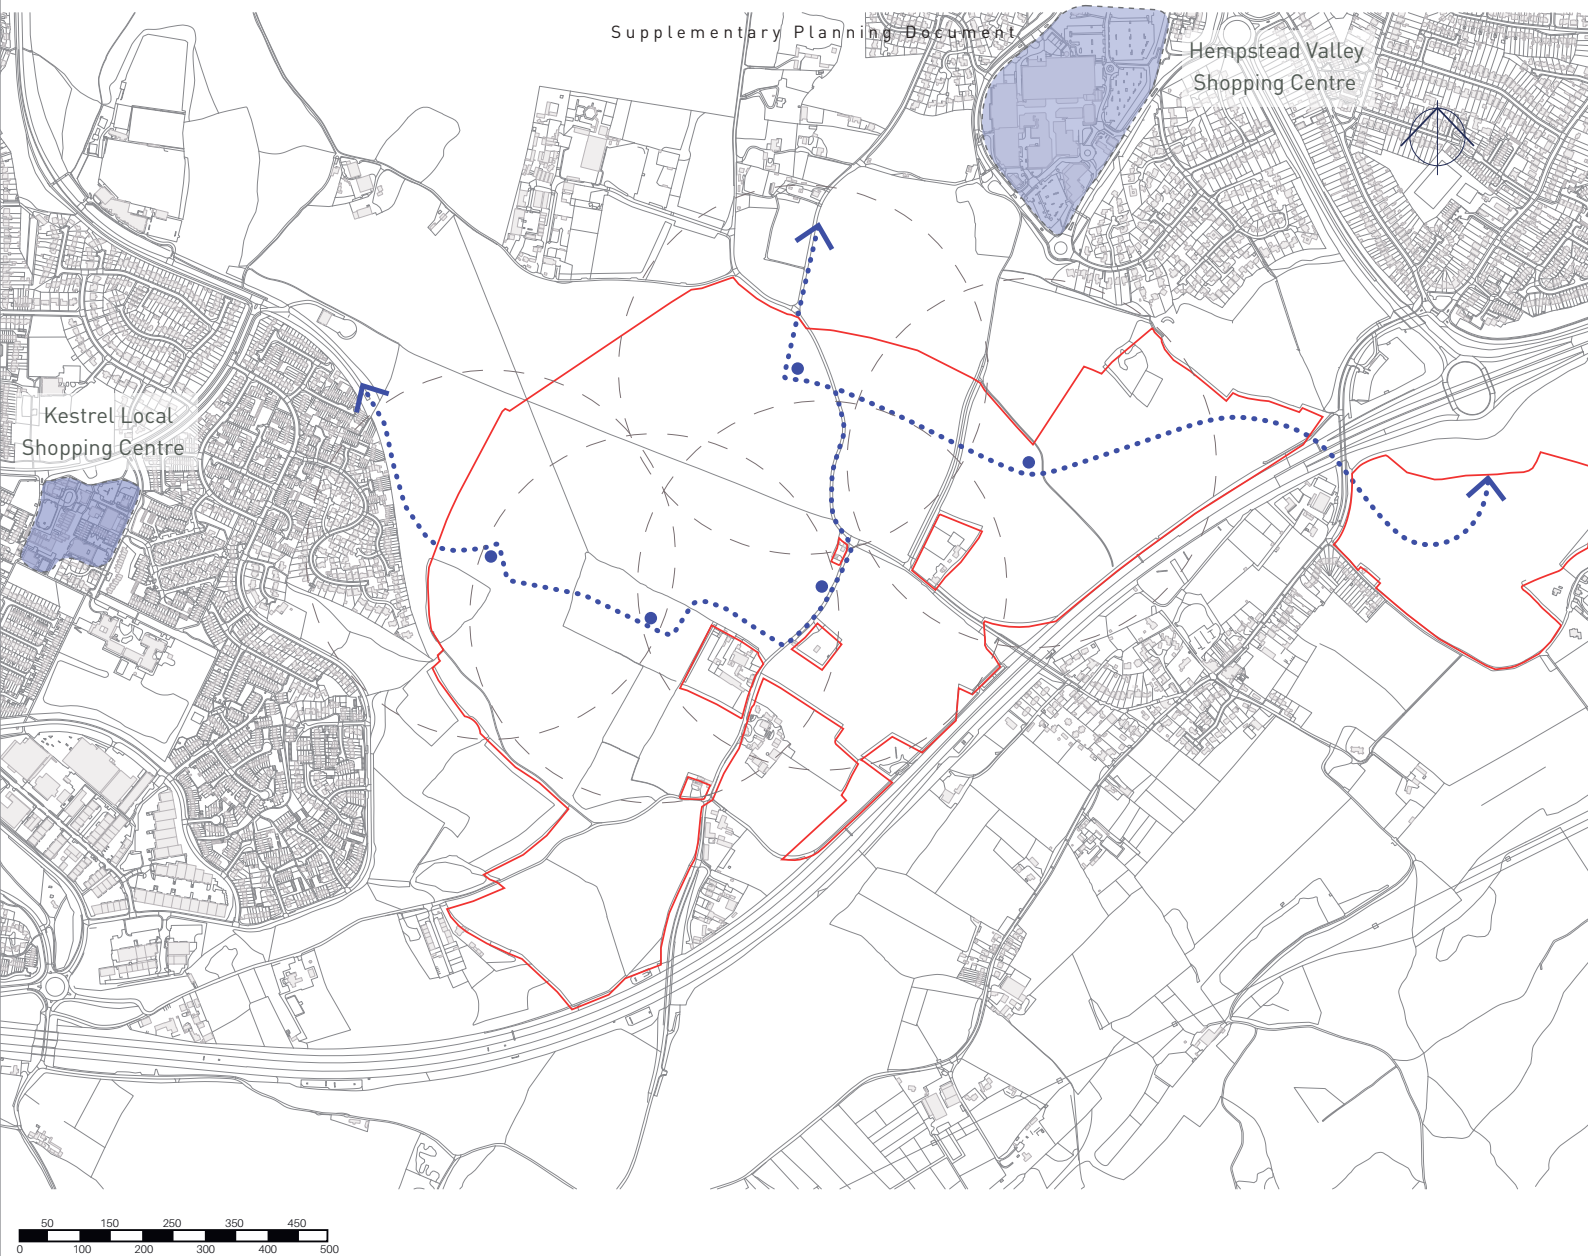 Supplementary Planning Document
Hempstead Valley
Shopping Centre
Kestrel Local
Shopping Centre
50 150 250 350 450
0 100 200 300 400 500